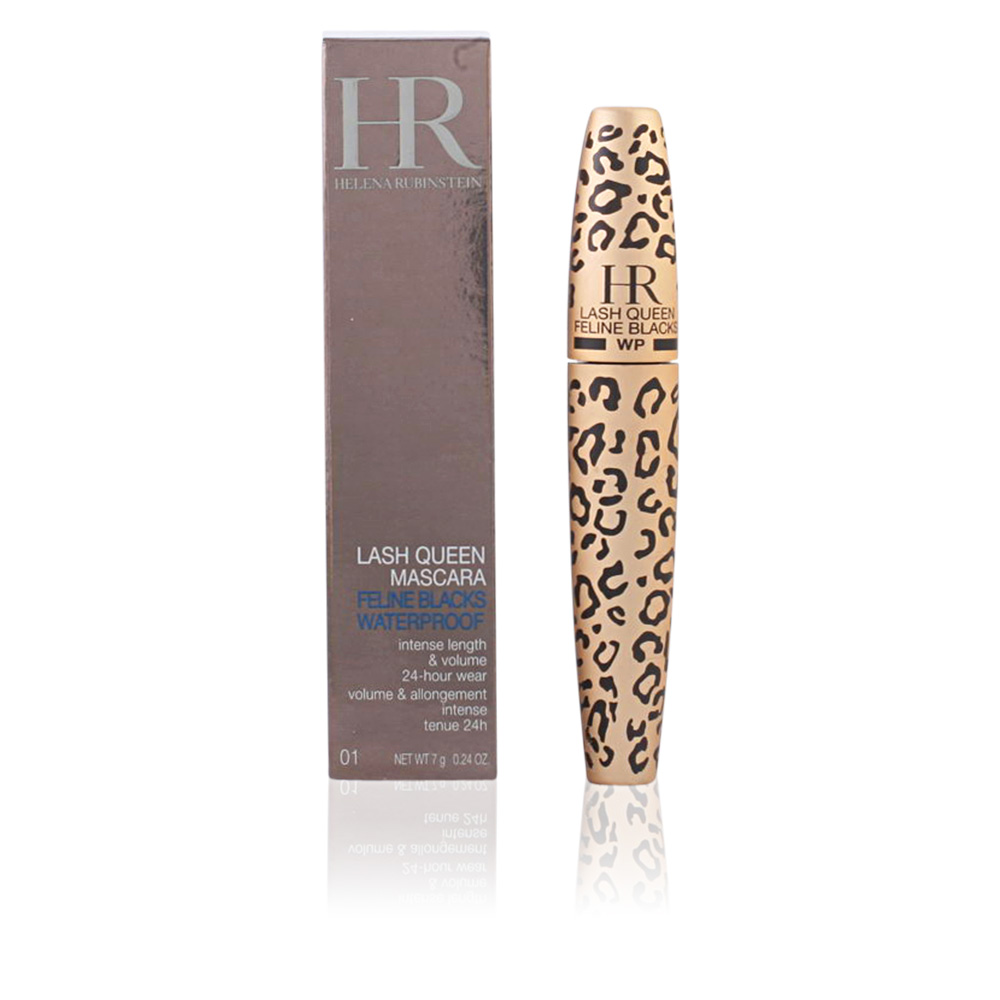 HR
HELENA RUBINSTEIN
LASH QUEEN
MASCARA
FELINE BLACKS
WATERPROOF
intense length
& volume
24-hour wear
volume & allongement
intense
tenue 24h
01 NET WT 7 g 0.24 OZ.
HR
LASH QUEEN
FELINE BLACKS
WP